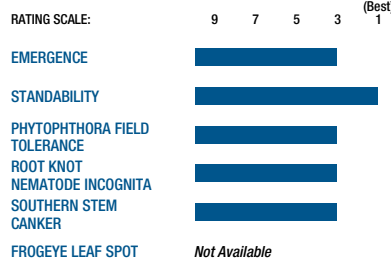 (Best)
RATING SCALE: 9 7 5 3 1
EMERGENCE
STANDABILITY
PHYTOPHTHORA FIELD
TOLERANCE
ROOT KNOT
NEMATODE INCOGNITA
SOUTHERN STEM
CANKER
FROGEYE LEAF SPOT Not Available